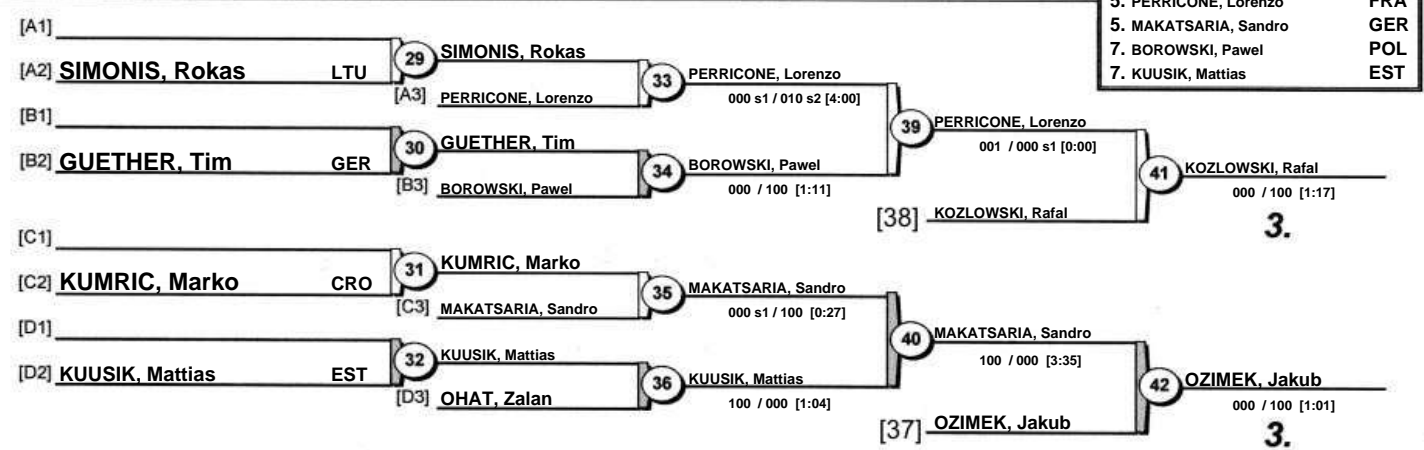 5. PERRICONE, Lorenzo FRA
5. MAKATSARIA, Sandro GER
7. BOROWSKI, Pawel POL
7. KUUSIK, Mattias EST
[A1]
[A2] SIMONIS, Rokas LTU
29
SIMONIS, Rokas
[A3] PERRICONE, Lorenzo
33
PERRICONE, Lorenzo
000 s1 / 010 s2 [4:00]
[B1]
[B2] GUETHER, Tim GER
30
GUETHER, Tim
[B3] BOROWSKI, Pawel
34
BOROWSKI, Pawel
000 / 100 [1:11]
39
PERRICONE, Lorenzo
001 / 000 s1 [0:00]
[38] KOZLOWSKI, Rafal
41
KOZLOWSKI, Rafal
000 / 100 [1:17]
3.
[C1]
[C2] KUMRIC, Marko CRO
31
KUMRIC, Marko
[C3] MAKATSARIA, Sandro
35
MAKATSARIA, Sandro
000 s1 / 100 [0:27]
[D1]
[D2] KUUSIK, Mattias EST
32
KUUSIK, Mattias
[D3] OHAT, Zalan
36
KUUSIK, Mattias
100 / 000 [1:04]
40
MAKATSARIA, Sandro
100 / 000 [3:35]
[37] OZIMEK, Jakub
42
OZIMEK, Jakub
000 / 100 [1:01]
3.